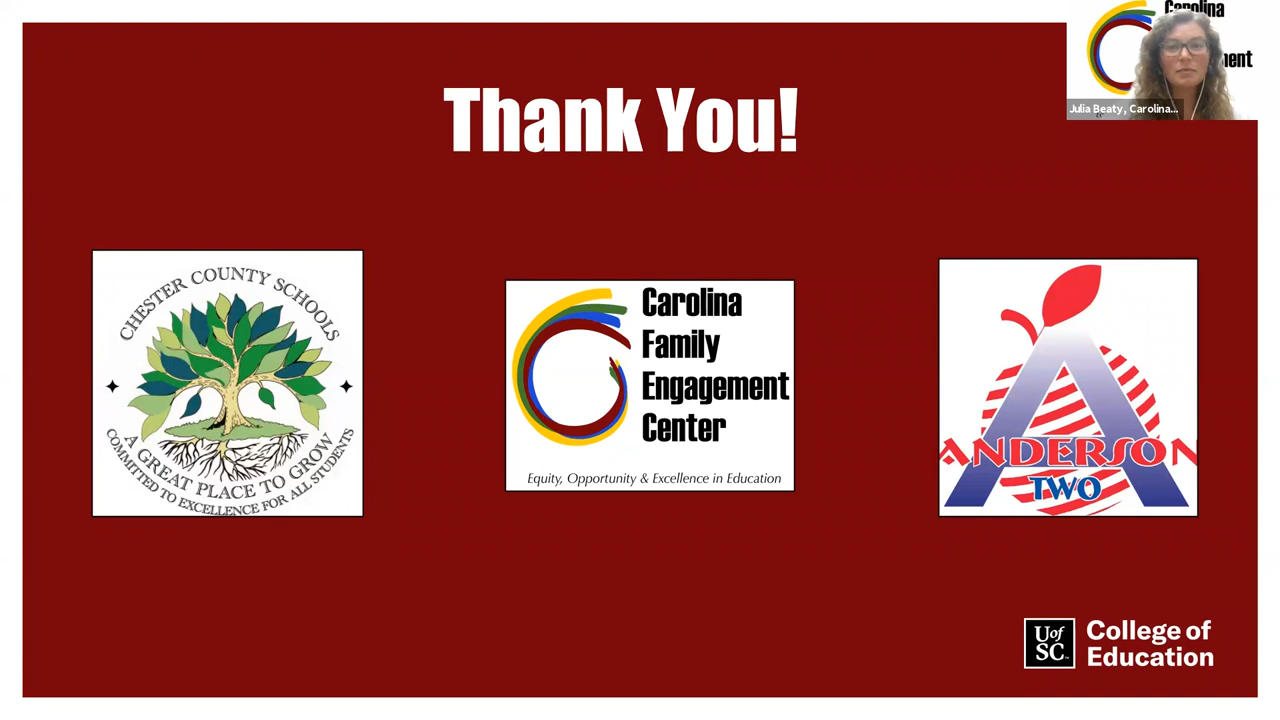 Thank You!
Carolina
ment
Julia Beaty, Carolina...
CHESTER COUNTY SCHOOLS
A GREAT PLACE TO GROW
COMMITTED TO EXCELLENCE FOR ALL STUDENTS
Carolina
Family
Engagement
Center
Equity, Opportunity & Excellence in Education
ANDERSON
TWO
UofSC
College of
Education